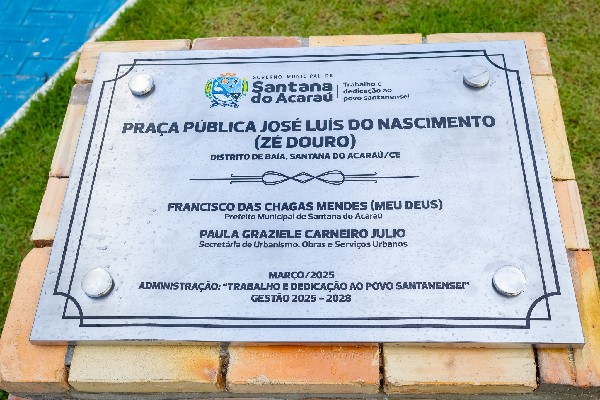 GOVERNO MUNICIPAL DE
Santana
do Acaraú
Trabalho e
dedicação ao
povo santanense!
PRAÇA PÚBLICA JOSÉ LUÍS DO NASCIMENTO
(ZÉ DOURO)
DISTRITO DE BAÍA, SANTANA DO ACARAÚ/CE
FRANCISCO DAS CHAGAS MENDES (MEU DEUS)
Prefeito Municipal de Santana do Acaraú
PAULA GRAZIELE CARNEIRO JULIO
Secretária de Urbanismo, Obras e Serviços Urbanos
MARÇO/2025
ADMINISTRAÇÃO: "TRABALHO E DEDICAÇÃO AO POVO SANTANENSE!"
GESTÃO 2025 - 2028